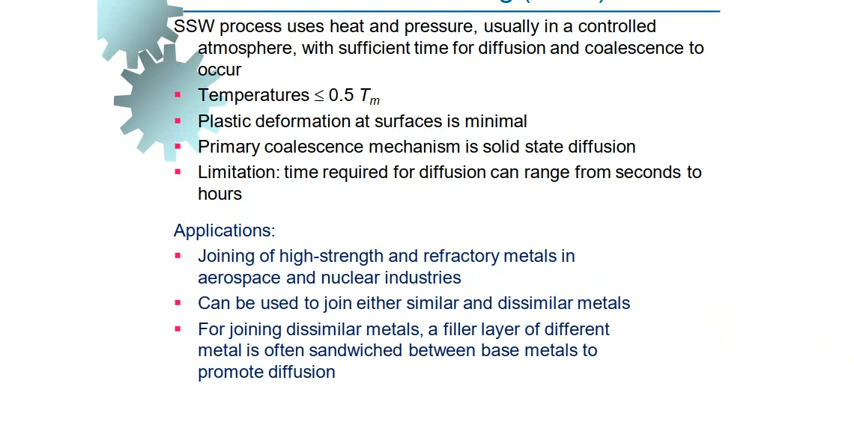 SSW process uses heat and pressure, usually in a controlled
atmosphere, with sufficient time for diffusion and coalescence to
occur
▪ Temperatures ≤ 0.5 Tm
▪ Plastic deformation at surfaces is minimal
▪ Primary coalescence mechanism is solid state diffusion
▪ Limitation: time required for diffusion can range from seconds to
hours
Applications:
▪ Joining of high-strength and refractory metals in
aerospace and nuclear industries
▪ Can be used to join either similar and dissimilar metals
▪ For joining dissimilar metals, a filler layer of different
metal is often sandwiched between base metals to
promote diffusion